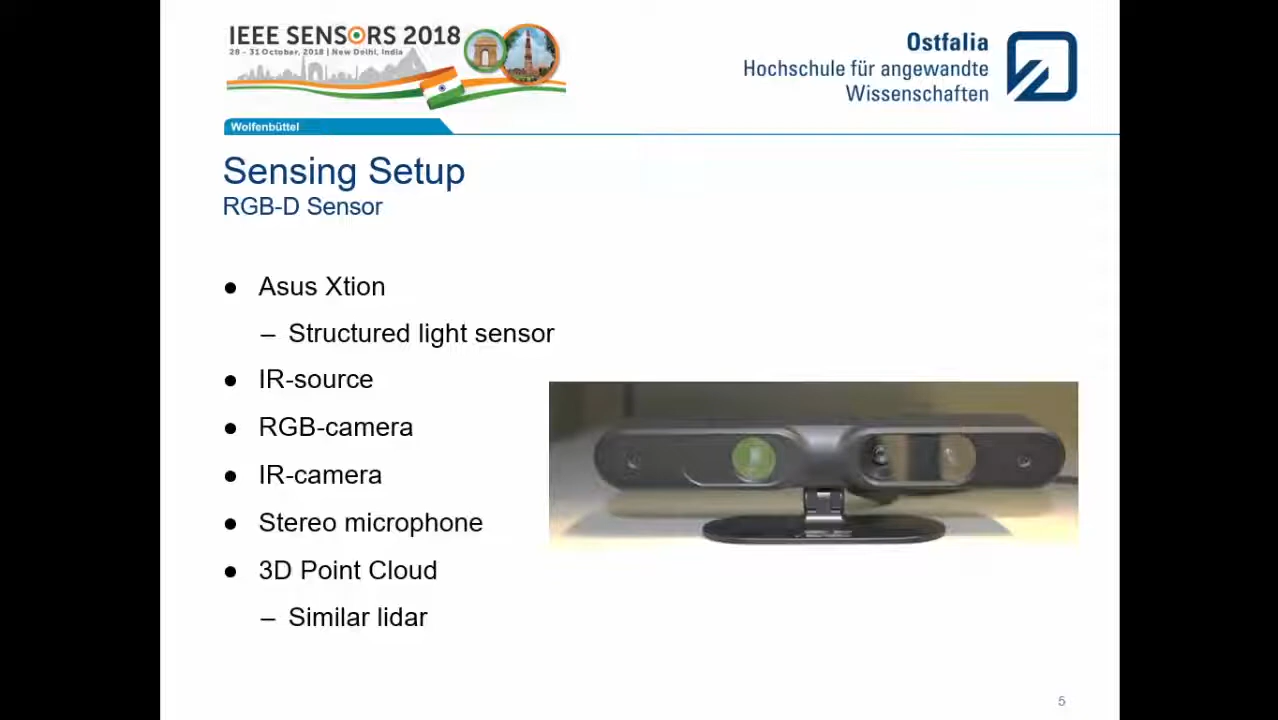 IEEE SENSORS 2018
28 - 31 October, 2018 | New Delhi, India
Ostfalia
Hochschule für angewandte
Wissenschaften
Wolfenbüttel
Sensing Setup
RGB-D Sensor
● Asus Xtion
– Structured light sensor
● IR-source
● RGB-camera
● IR-camera
● Stereo microphone
● 3D Point Cloud
– Similar lidar
5